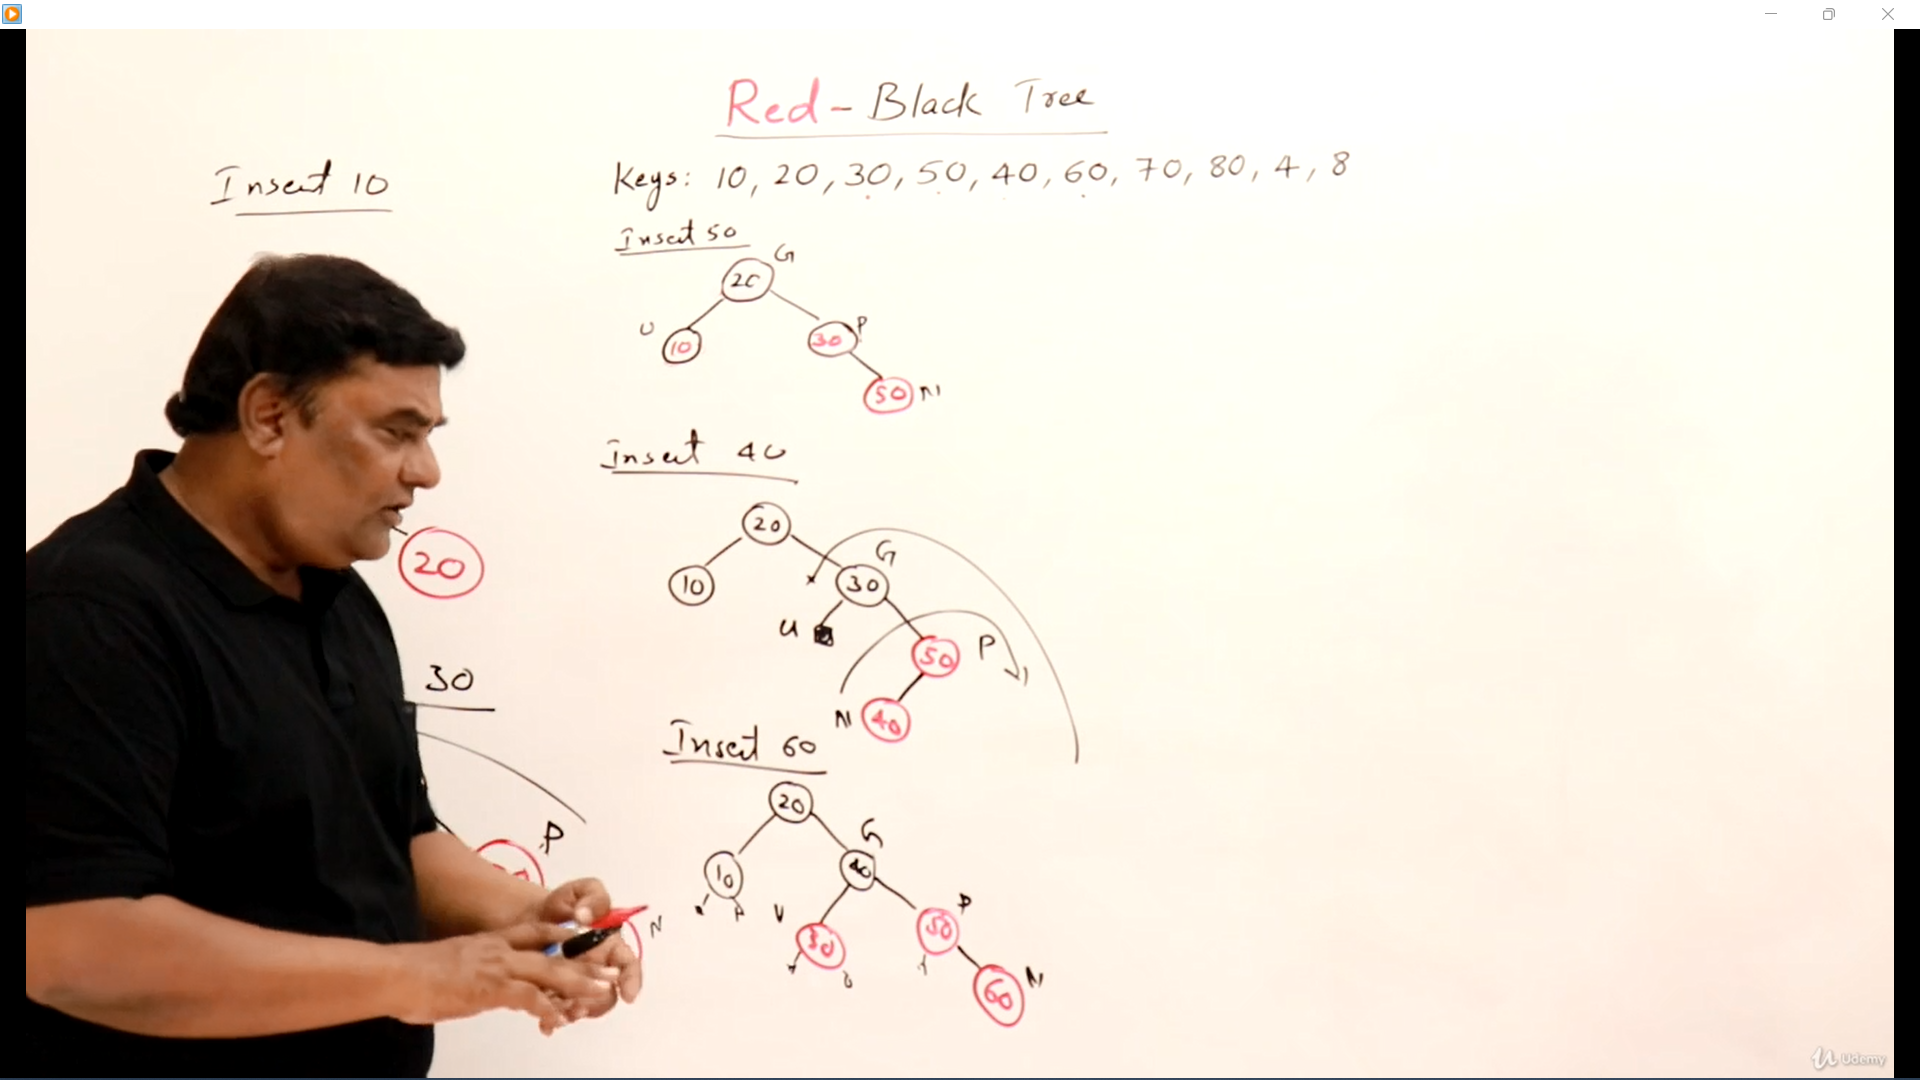 Red - Black Tree
Insert 10
Keys: 10, 20, 30, 50, 40, 60, 70, 80, 4, 8
Insert 50
G
20
U
10
30
P
50
N
Insert 40
20
20
G
10
30
U
50
P
30
N
40
Insert 60
20
P
G
10
40
U
P
30
50
N
N
60
Udemy